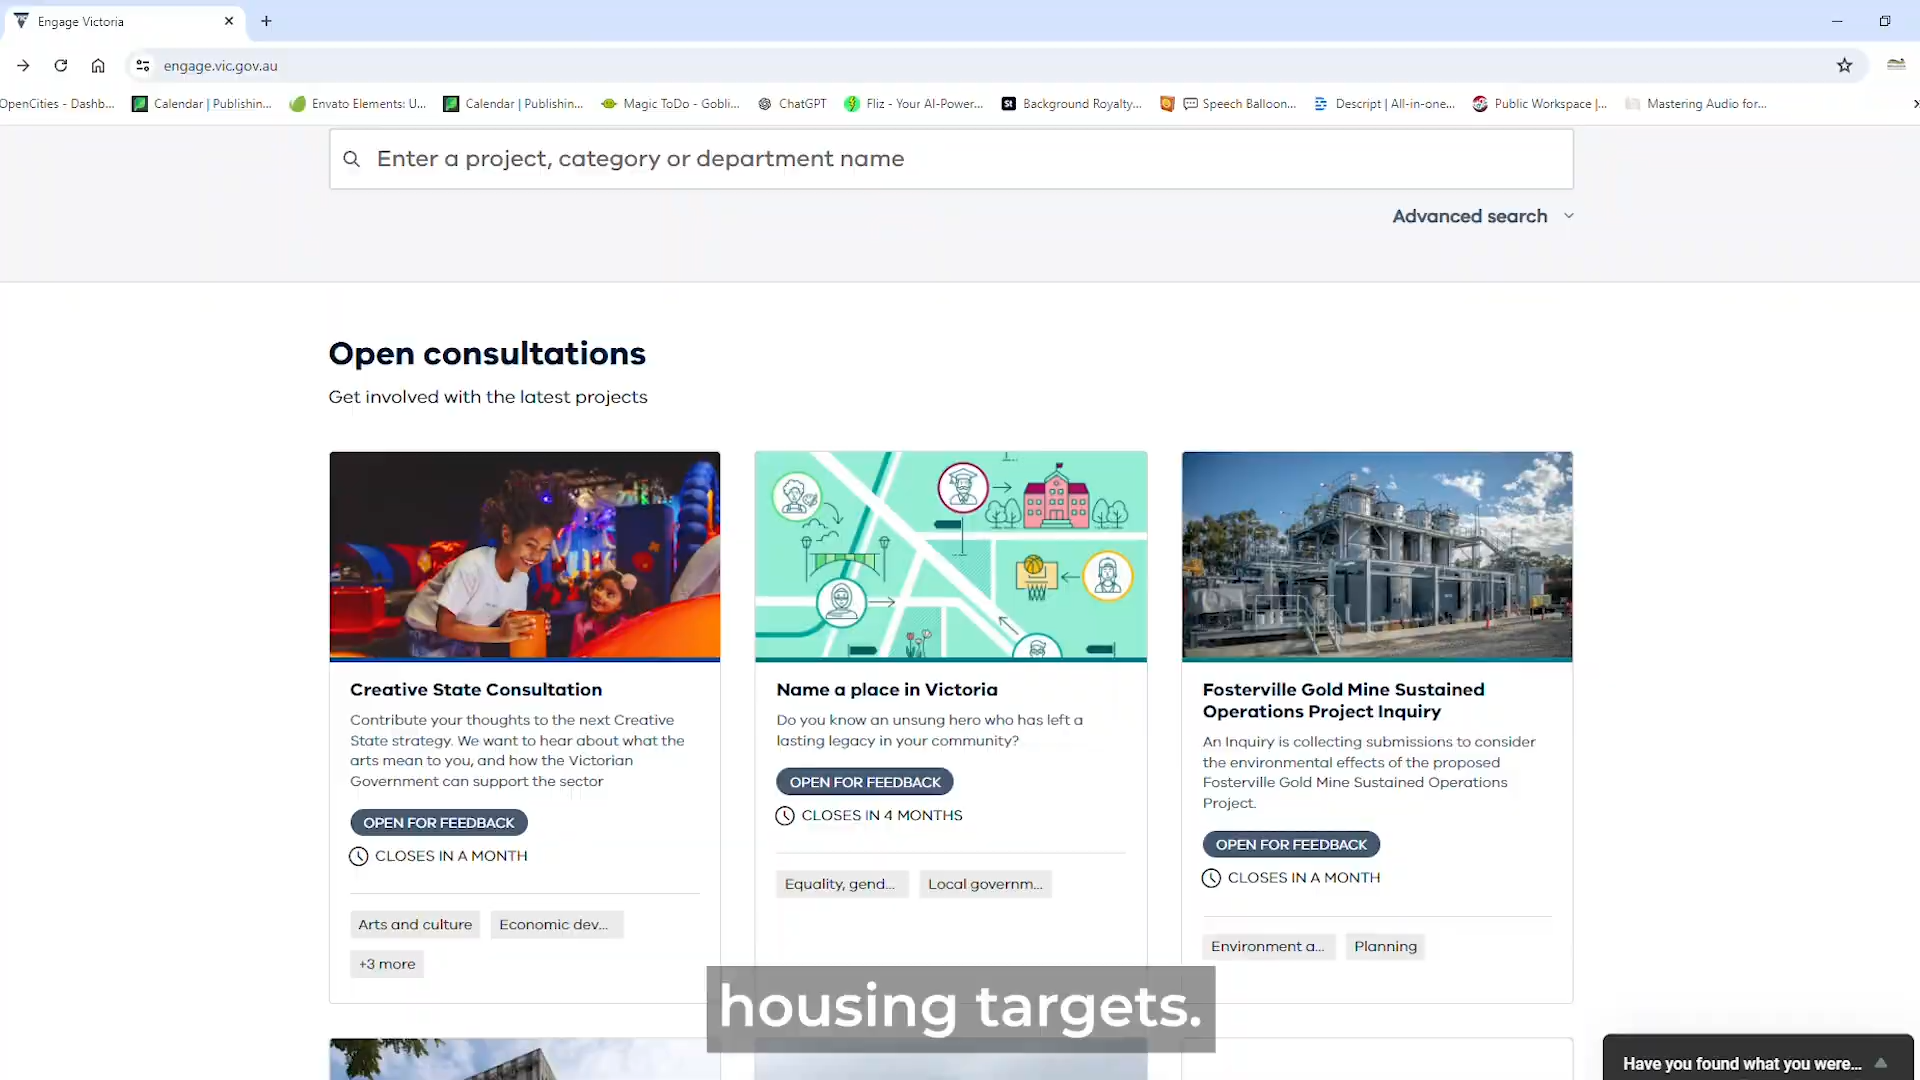 Engage Victoria
engage.vic.gov.au
OpenCities - Dashb...
Calendar | Publishin...
Envato Elements: U...
Calendar | Publishin...
Magic ToDo - Gobli...
ChatGPT
Fliz - Your AI-Power...
Background Royalty...
Speech Balloon...
Descript | All-in-one...
Public Workspace |...
Mastering Audio for...
Enter a project, category or department name
Advanced search
Open consultations
Get involved with the latest projects
Creative State Consultation
Contribute your thoughts to the next Creative
State strategy. We want to hear about what the
arts mean to you, and how the Victorian
Government can support the sector
OPEN FOR FEEDBACK
CLOSES IN A MONTH
Arts and culture
Economic dev...
+3 more
Name a place in Victoria
Do you know an unsung hero who has left a
lasting legacy in your community?
OPEN FOR FEEDBACK
CLOSES IN 4 MONTHS
Equality, gend...
Local governm...
Fosterville Gold Mine Sustained
Operations Project Inquiry
An Inquiry is collecting submissions to consider
the environmental effects of the proposed
Fosterville Gold Mine Sustained Operations
Project.
OPEN FOR FEEDBACK
CLOSES IN A MONTH
Environment a...
Planning
housing targets.
Have you found what you were...